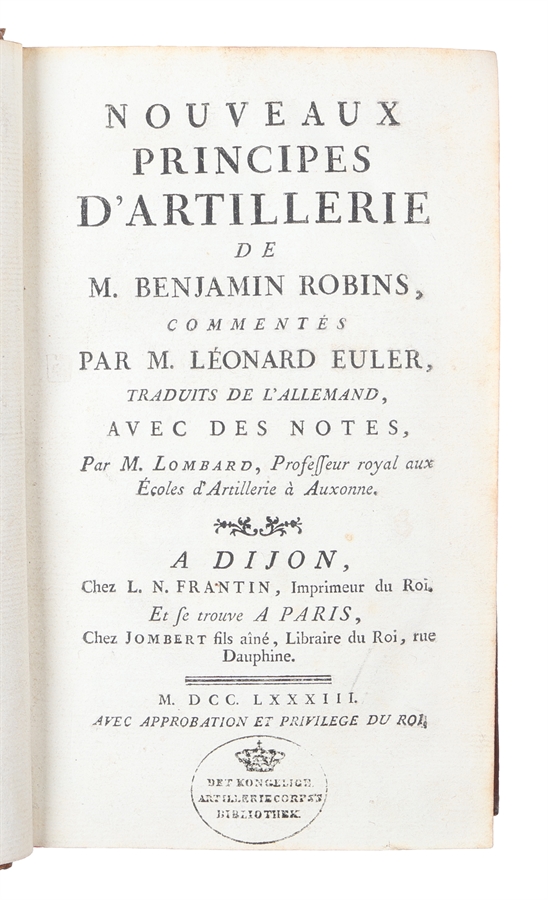 NOUVEAUX
PRINCIPES
D'ARTILLERIE
DE
M. BENJAMIN ROBINS,
COMMENTÉS
PAR M. LÉONARD EULER,
TRADUITS DE L'ALLEMAND,
AVEC DES NOTES,
Par M. LOMBARD, Profeſſeur royal aux
Écoles d'Artillerie à Auxonne.
A DIJON,
Chez L. N. FRANTIN, Imprimeur du Roi.
Et ſe trouve A PARIS,
Chez JOMBERT fils aîné, Libraire du Roi, rue
Dauphine.
M. DCC. LXXXIII.
AVEC APPROBATION ET PRIVILEGE DU ROI.
DET KONGELIGE
ARTILLERIECORPS'S
BIBLIOTHEK.